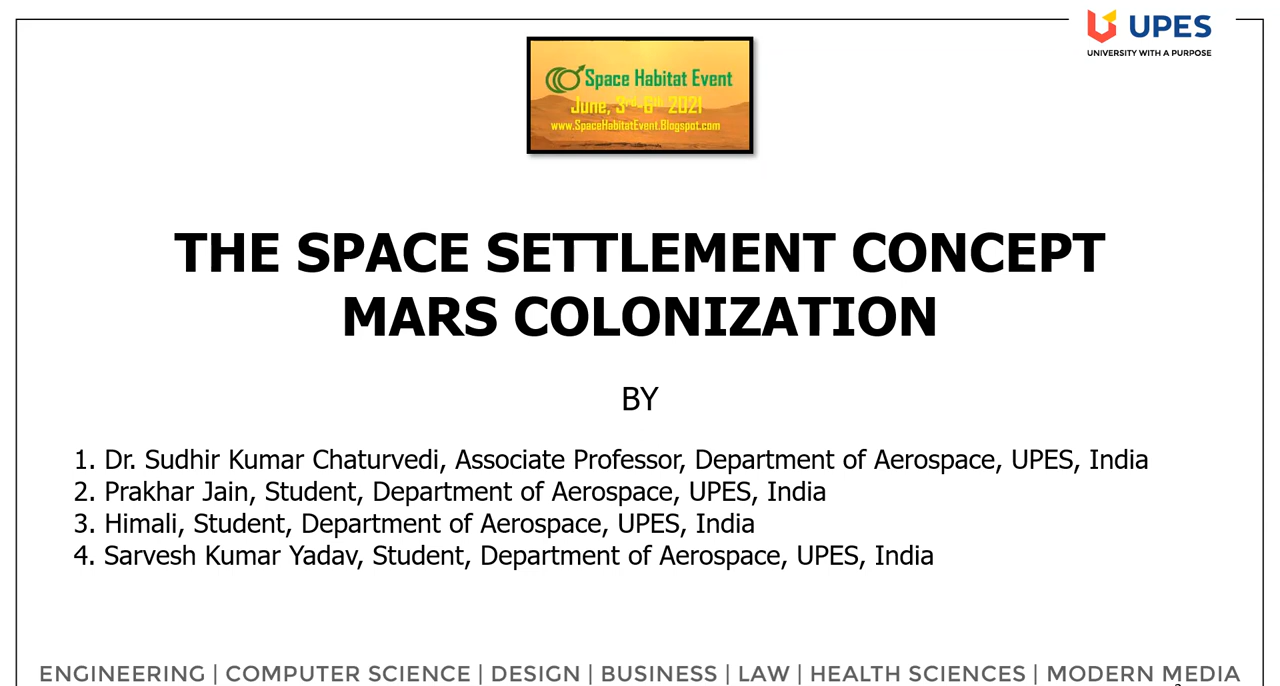 UPES
UNIVERSITY WITH A PURPOSE
Space Habitat Event
June, 3rd-6th 2021
www.SpaceHabitatEvent.Blogspot.com
THE SPACE SETTLEMENT CONCEPT
MARS COLONIZATION
BY
1. Dr. Sudhir Kumar Chaturvedi, Associate Professor, Department of Aerospace, UPES, India
2. Prakhar Jain, Student, Department of Aerospace, UPES, India
3. Himali, Student, Department of Aerospace, UPES, India
4. Sarvesh Kumar Yadav, Student, Department of Aerospace, UPES, India
ENGINEERING | COMPUTER SCIENCE | DESIGN | BUSINESS | LAW | HEALTH SCIENCES | MODERN MEDIA